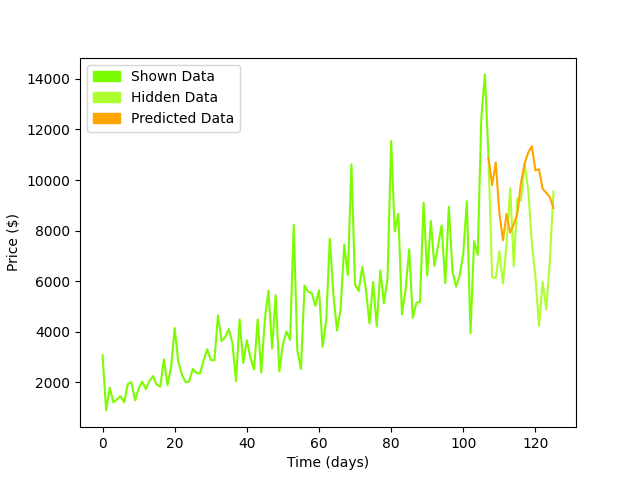 Shown Data
Hidden Data
Predicted Data
14000
12000
10000
8000
6000
4000
2000
Price ($)
0 20 40 60 80 100 120
Time (days)